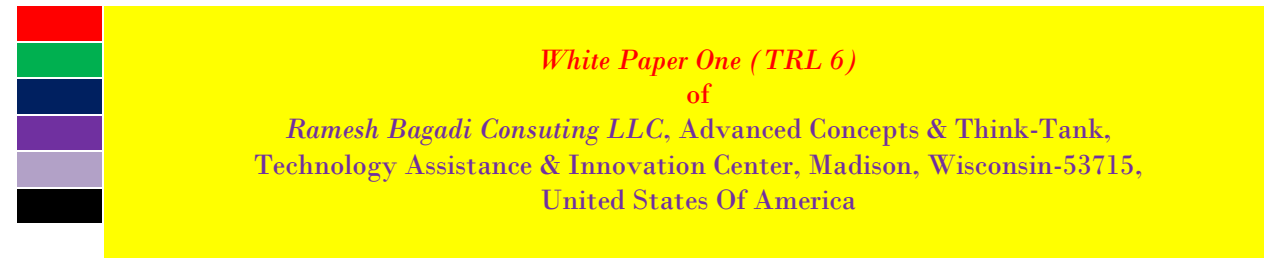 White Paper One (TRL 6)
of
Ramesh Bagadi Consuting LLC, Advanced Concepts & Think-Tank,
Technology Assistance & Innovation Center, Madison, Wisconsin-53715,
United States Of America